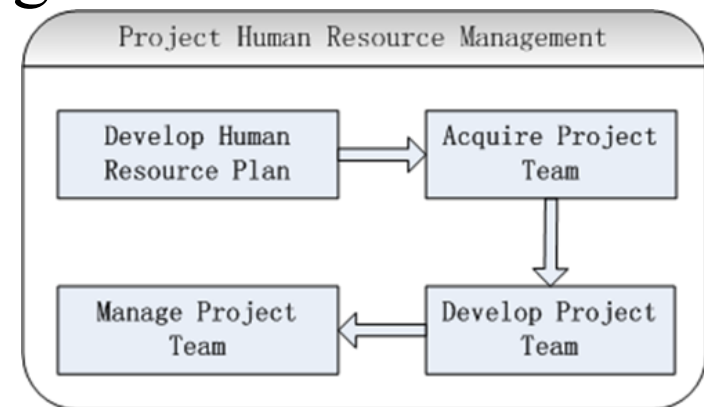 Project Human Resource Management
Develop Human
Resource Plan
Acquire Project
Team
Manage Project
Team
Develop Project
Team